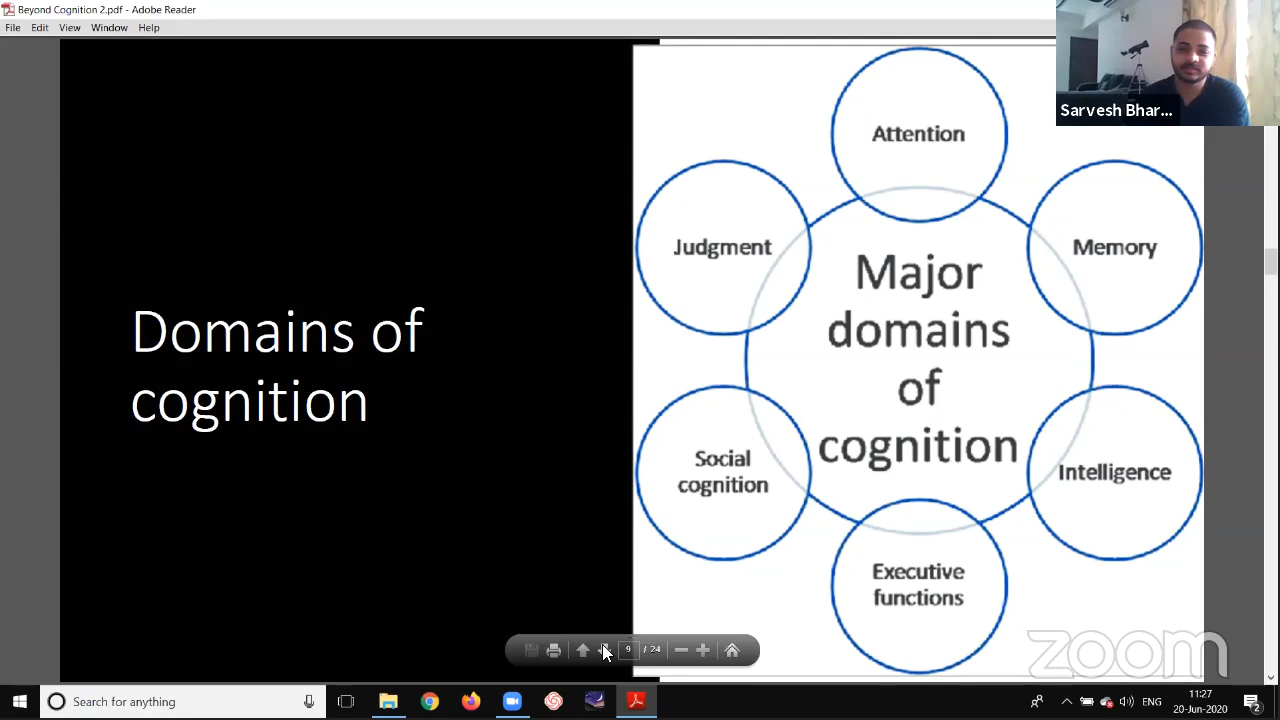 Beyond Cognition 2.pdf - Adobe Reader
File Edit View Window Help
Sarvesh Bhar...
Domains of
cognition
Attention
Judgment
Memory
Major
domains
of
cognition
Social
cognition
Intelligence
Executive
functions
9 / 24
zoom
Search for anything
ENG
11:27
20-Jun-2020
2